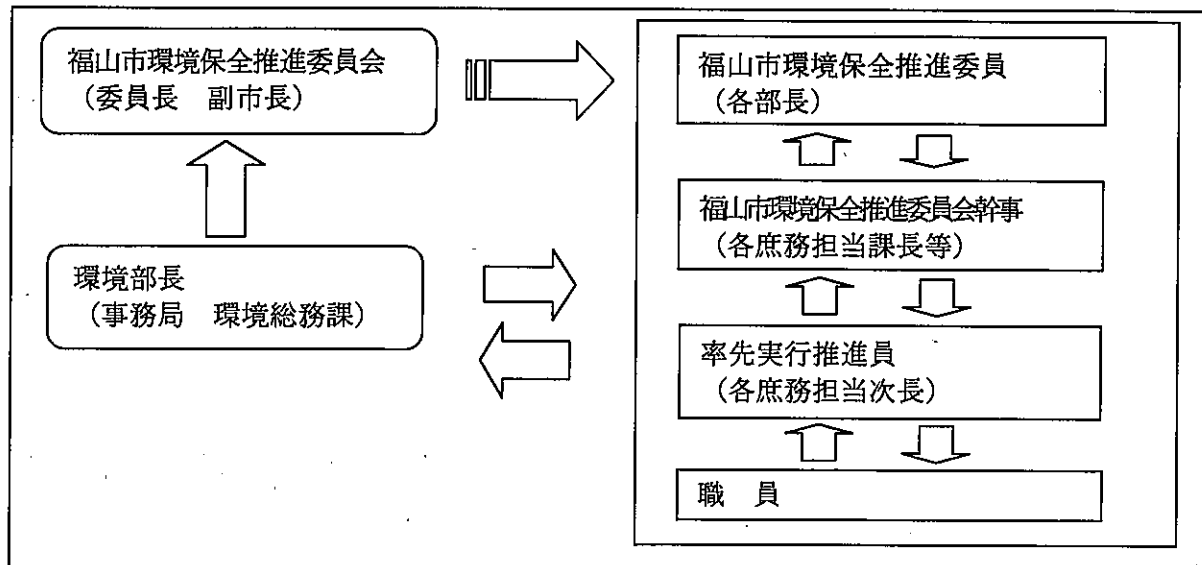 福山市環境保全推進委員会
（委員長　副市長）
環境部長
（事務局　環境総務課）
福山市環境保全推進委員
（各部長）
福山市環境保全推進委員会幹事
（各庶務担当課長等）
率先実行推進員
（各庶務担当次長）
職　員